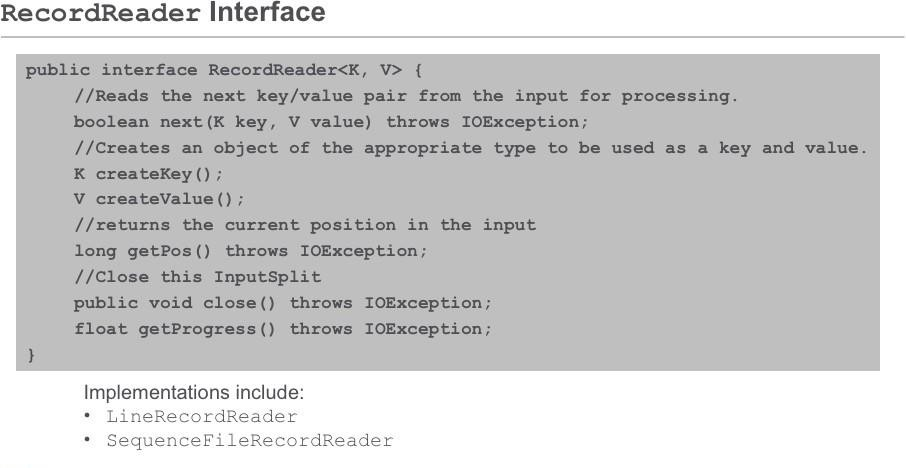 RecordReader Interface
public interface RecordReader<K, V> {
//Reads the next key/value pair from the input for processing.
boolean next(K key, V value) throws IOException;
//Creates an object of the appropriate type to be used as a key and value.
K createKey();
V createValue();
//returns the current position in the input
long getPos() throws IOException;
//Close this InputSplit
public void close() throws IOException;
float getProgress() throws IOException;
}
Implementations include:
• LineRecordReader
• SequenceFileRecordReader